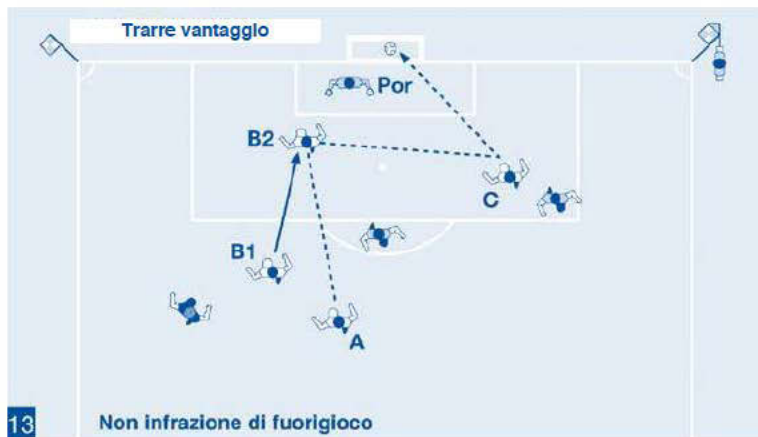 Trarre vantaggio
Por
B2
C
B1
A
13 Non infrazione di fuorigioco